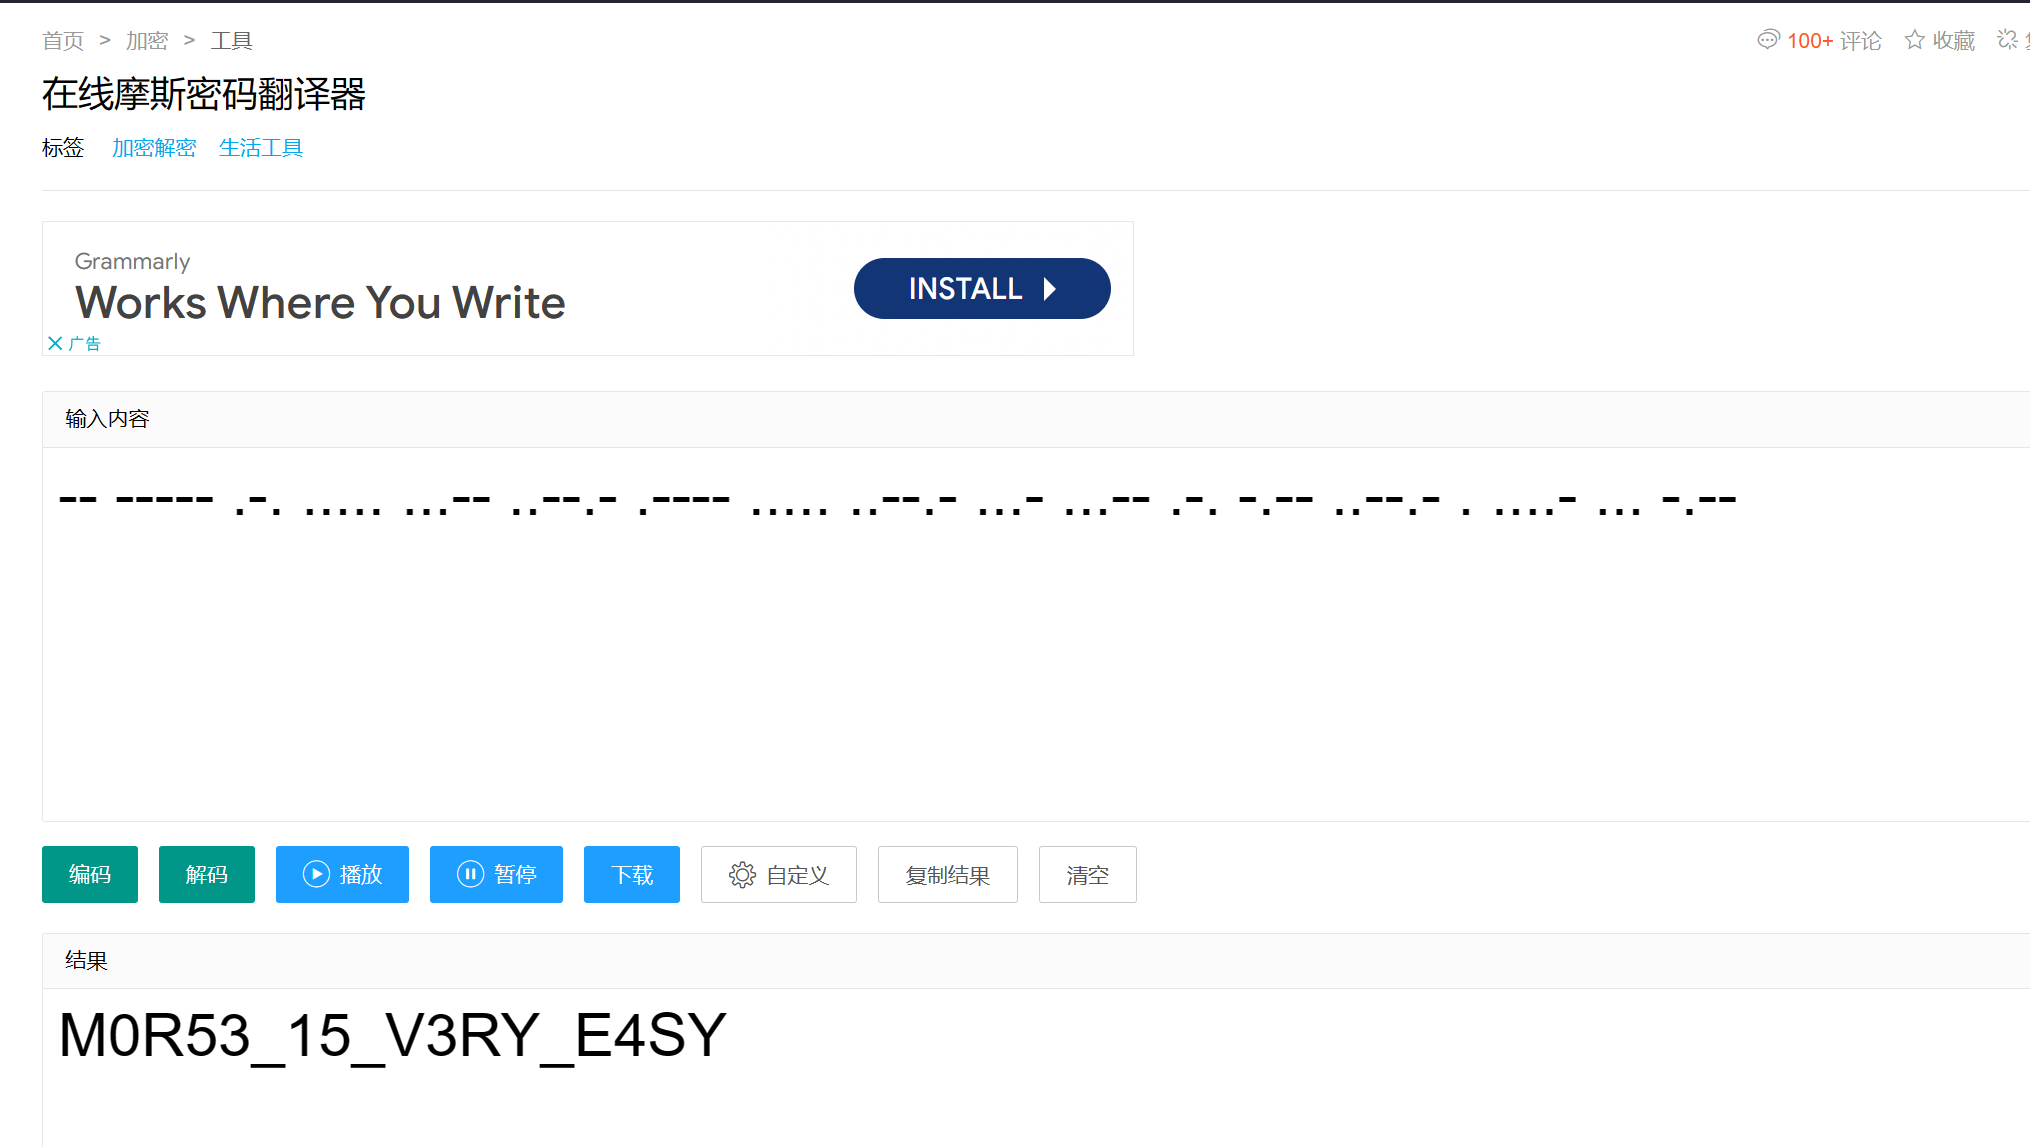 首页 > 加密 > 工具
100+ 评论 收藏
在线摩斯密码翻译器
标签 加密解密 生活工具
Grammarly
Works Where You Write
INSTALL
广告
输入内容
-- ----- .-. ..... ...-- ..--.- .---- ..... ..--.- ...- ...-- .-. -.-- ..--.- . ....- ... -.--
编码 解码 播放 暂停 下载 自定义 复制结果 清空
结果
M0R53_15_V3RY_E4SY